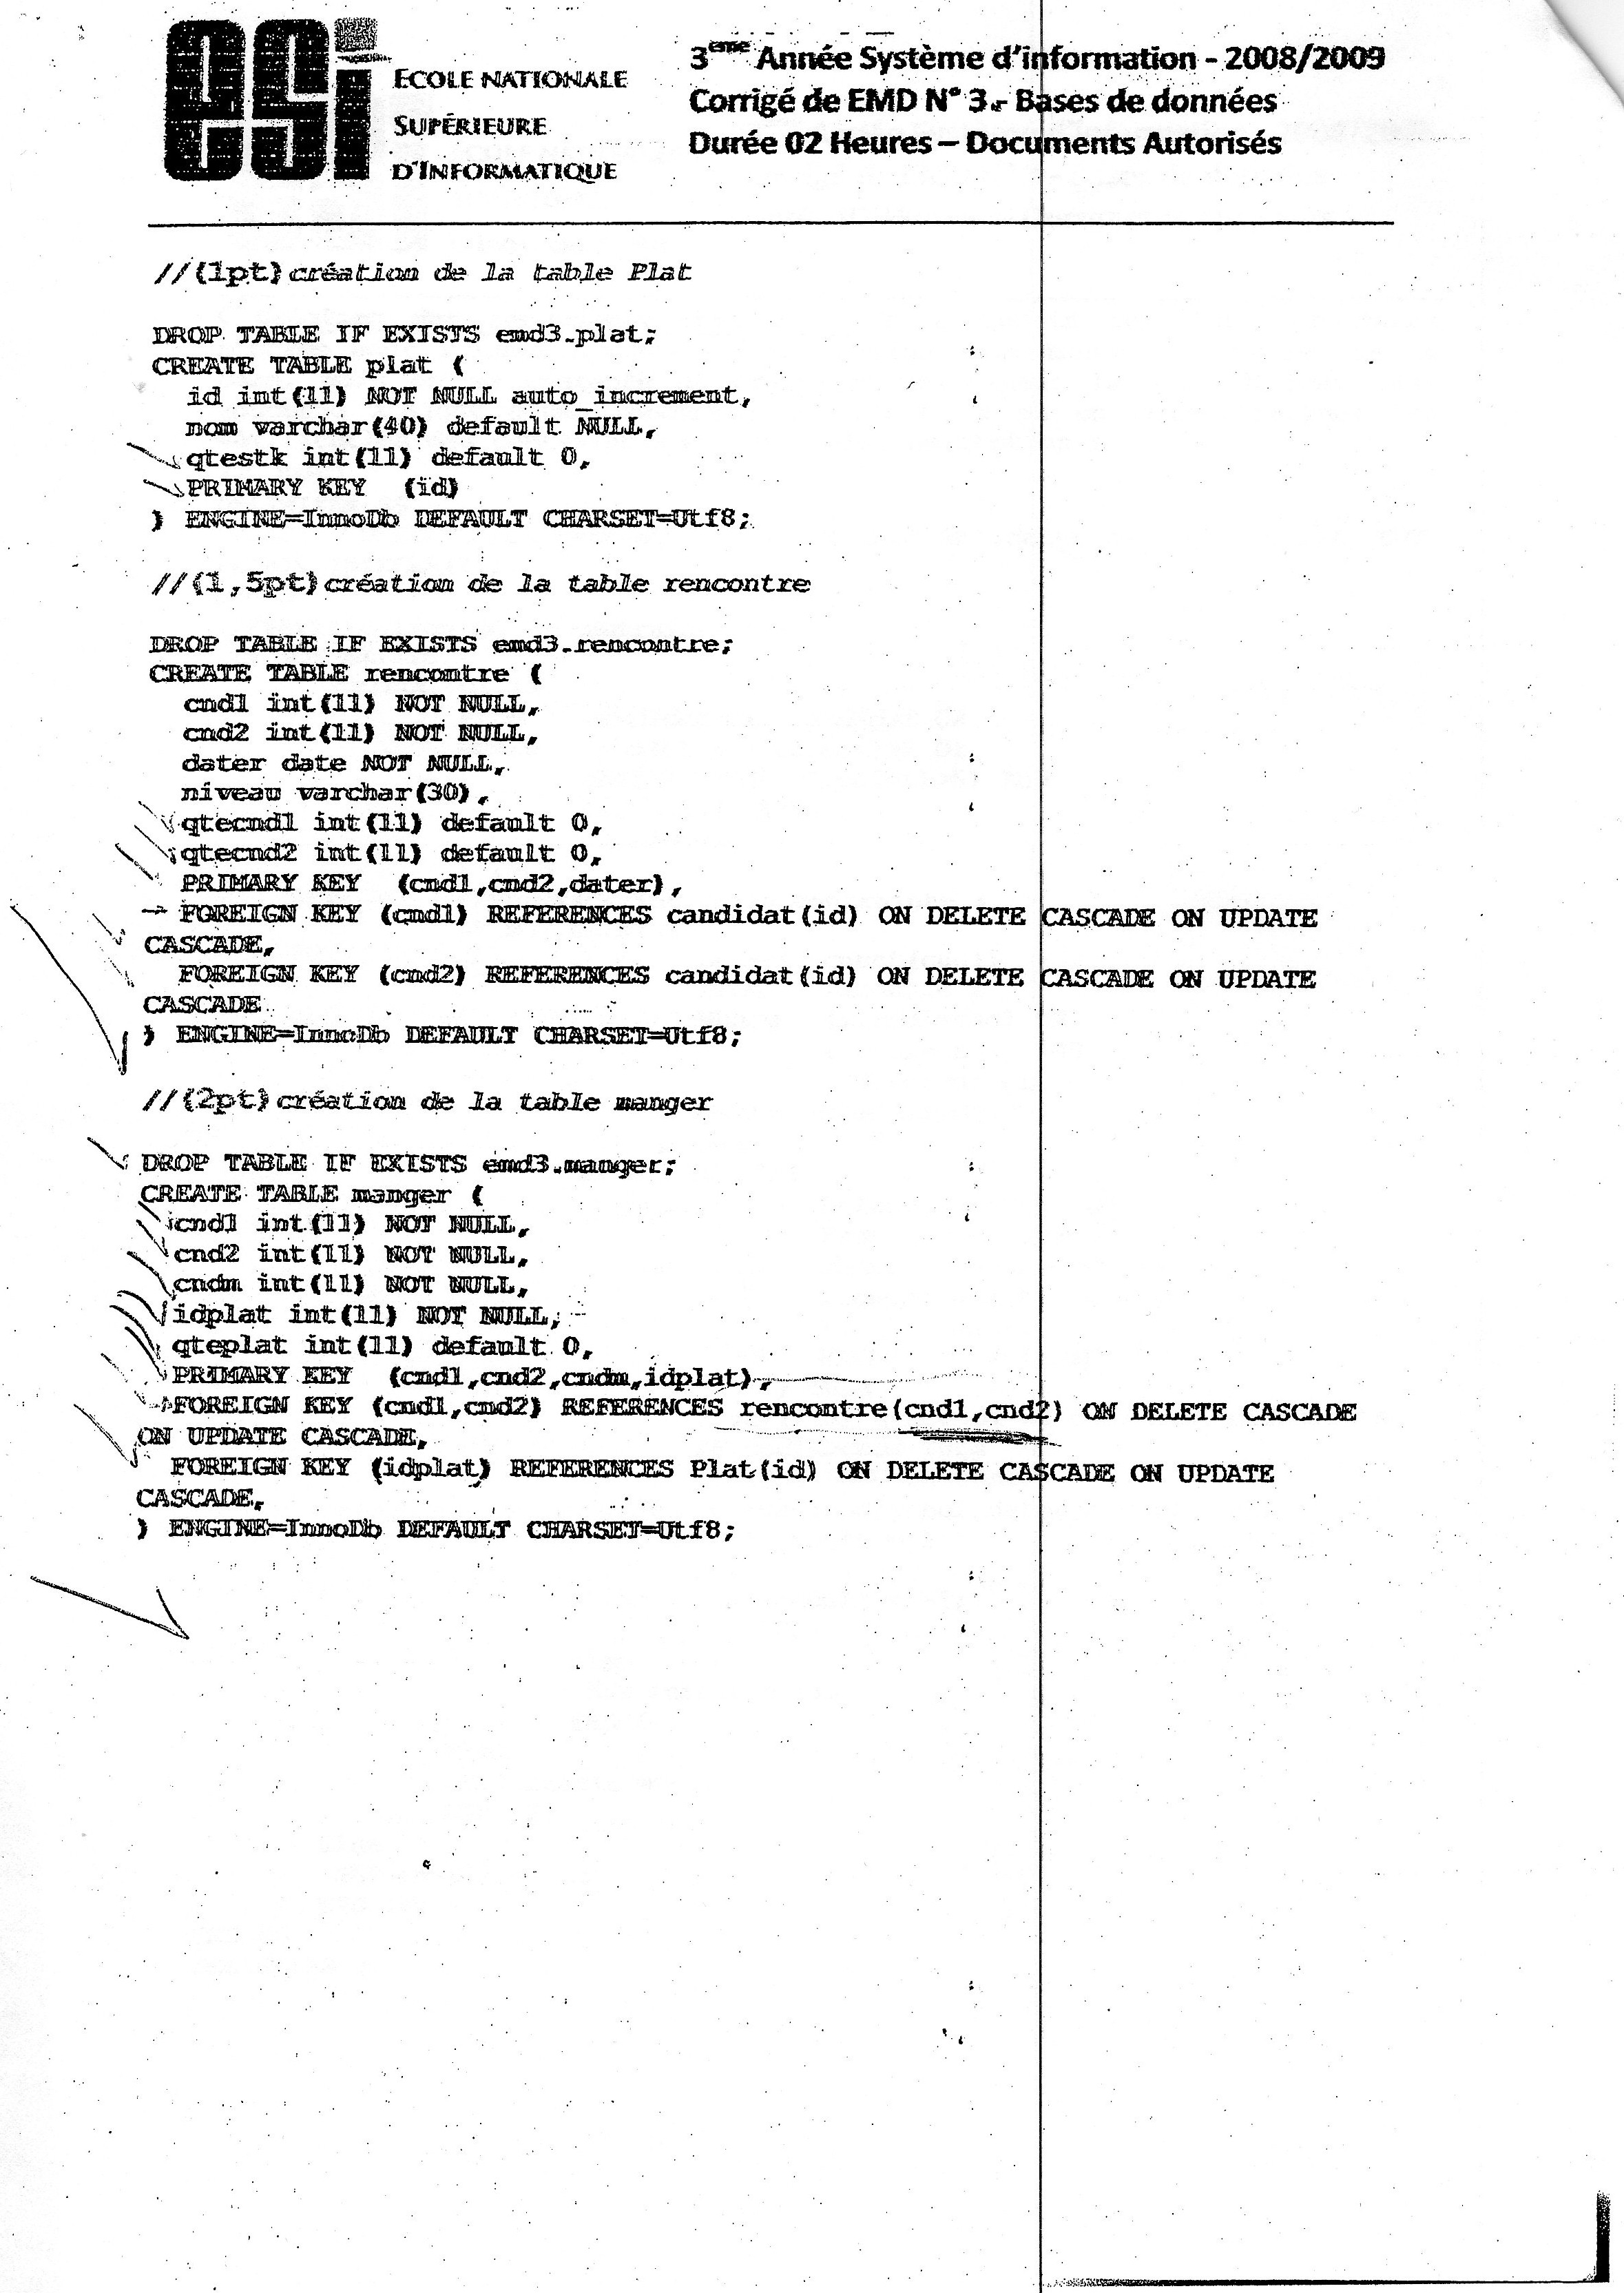 esi
ECOLE NATIONALE
SUPÉRIEURE
D'INFORMATIQUE
3eme Année Système d'information - 2008/2009
Corrigé de EMD N° 3.- Bases de données
Durée 02 Heures – Documents Autorisés
//(1pt)création de la table Plat
DROP TABLE IF EXISTS emd3.plat;
CREATE TABLE plat (
id int(11) NOT NULL auto_increment,
nom varchar(40) default NULL,
qtestk int(11) default 0,
PRIMARY KEY (id)
) ENGINE=InnoDb DEFAULT CHARSET=Utf8;
//(1,5pt)création de la table rencontre
DROP TABLE IF EXISTS emd3.rencontre;
CREATE TABLE rencontre (
cnd1 int(11) NOT NULL,
cnd2 int(11) NOT NULL,
dater date NOT NULL,
niveau varchar(30),
qtecnd1 int(11) default 0,
qtecnd2 int(11) default 0,
PRIMARY KEY (cnd1,cnd2,dater),
FOREIGN KEY (cnd1) REFERENCES candidat(id) ON DELETE CASCADE ON UPDATE
CASCADE,
FOREIGN KEY (cnd2) REFERENCES candidat(id) ON DELETE CASCADE ON UPDATE
CASCADE
) ENGINE=InnoDb DEFAULT CHARSET=Utf8;
//(2pt)création de la table manger
DROP TABLE IF EXISTS emd3.manger;
CREATE TABLE manger (
cnd1 int(11) NOT NULL,
cnd2 int(11) NOT NULL,
cndm int(11) NOT NULL,
idplat int(11) NOT NULL,
qteplat int(11) default 0,
PRIMARY KEY (cnd1,cnd2,cndm,idplat),
FOREIGN KEY (cnd1,cnd2) REFERENCES rencontre(cnd1,cnd2) ON DELETE CASCADE
ON UPDATE CASCADE,
FOREIGN KEY (idplat) REFERENCES Plat(id) ON DELETE CASCADE ON UPDATE
CASCADE,
) ENGINE=InnoDb DEFAULT CHARSET=Utf8;